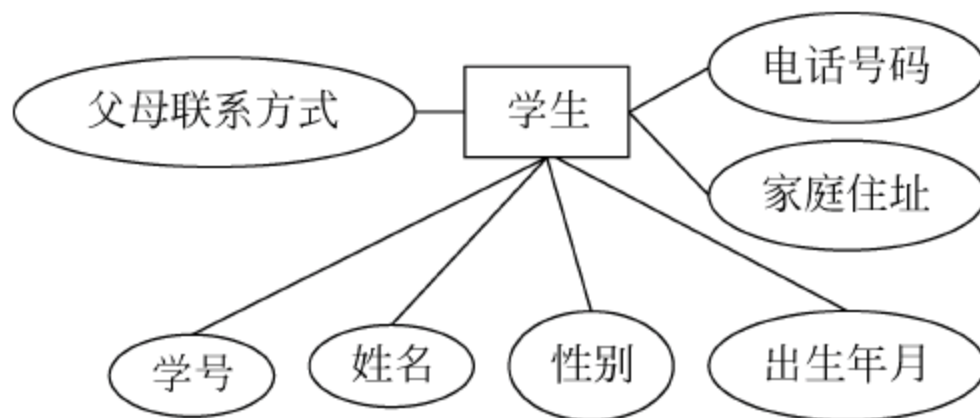 电话号码
父母联系方式
学生
家庭住址
学号
姓名
性别
出生年月